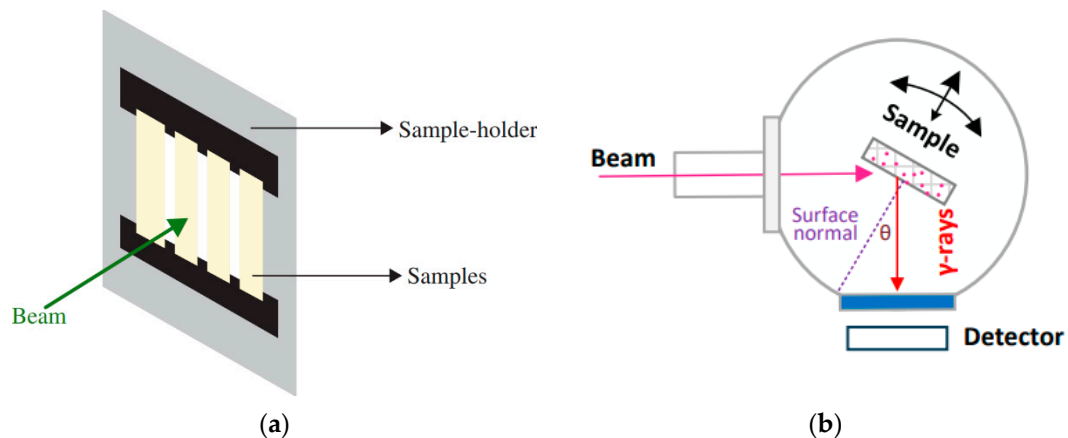 Sample-holder
Samples
Beam
(a)
Sample
Beam
Surface
normal
θ
γ-rays
Detector
(b)